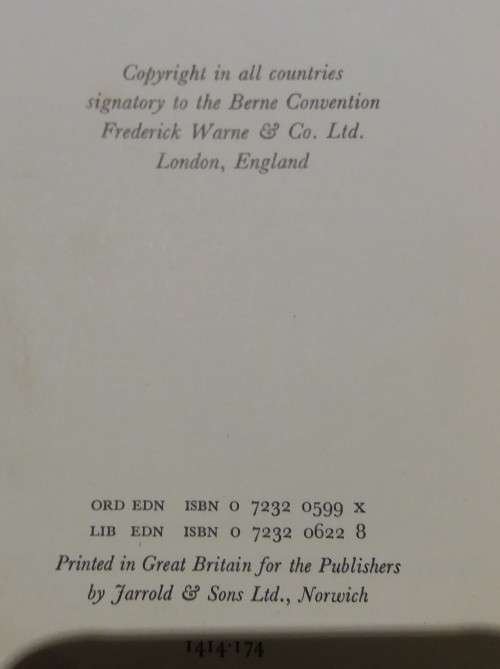 Copyright in all countries
signatory to the Berne Convention
Frederick Warne & Co. Ltd.
London, England
ORD EDN ISBN 0 7232 0599 X
LIB EDN ISBN 0 7232 0622 8
Printed in Great Britain for the Publishers
by Jarrold & Sons Ltd., Norwich
1414·174